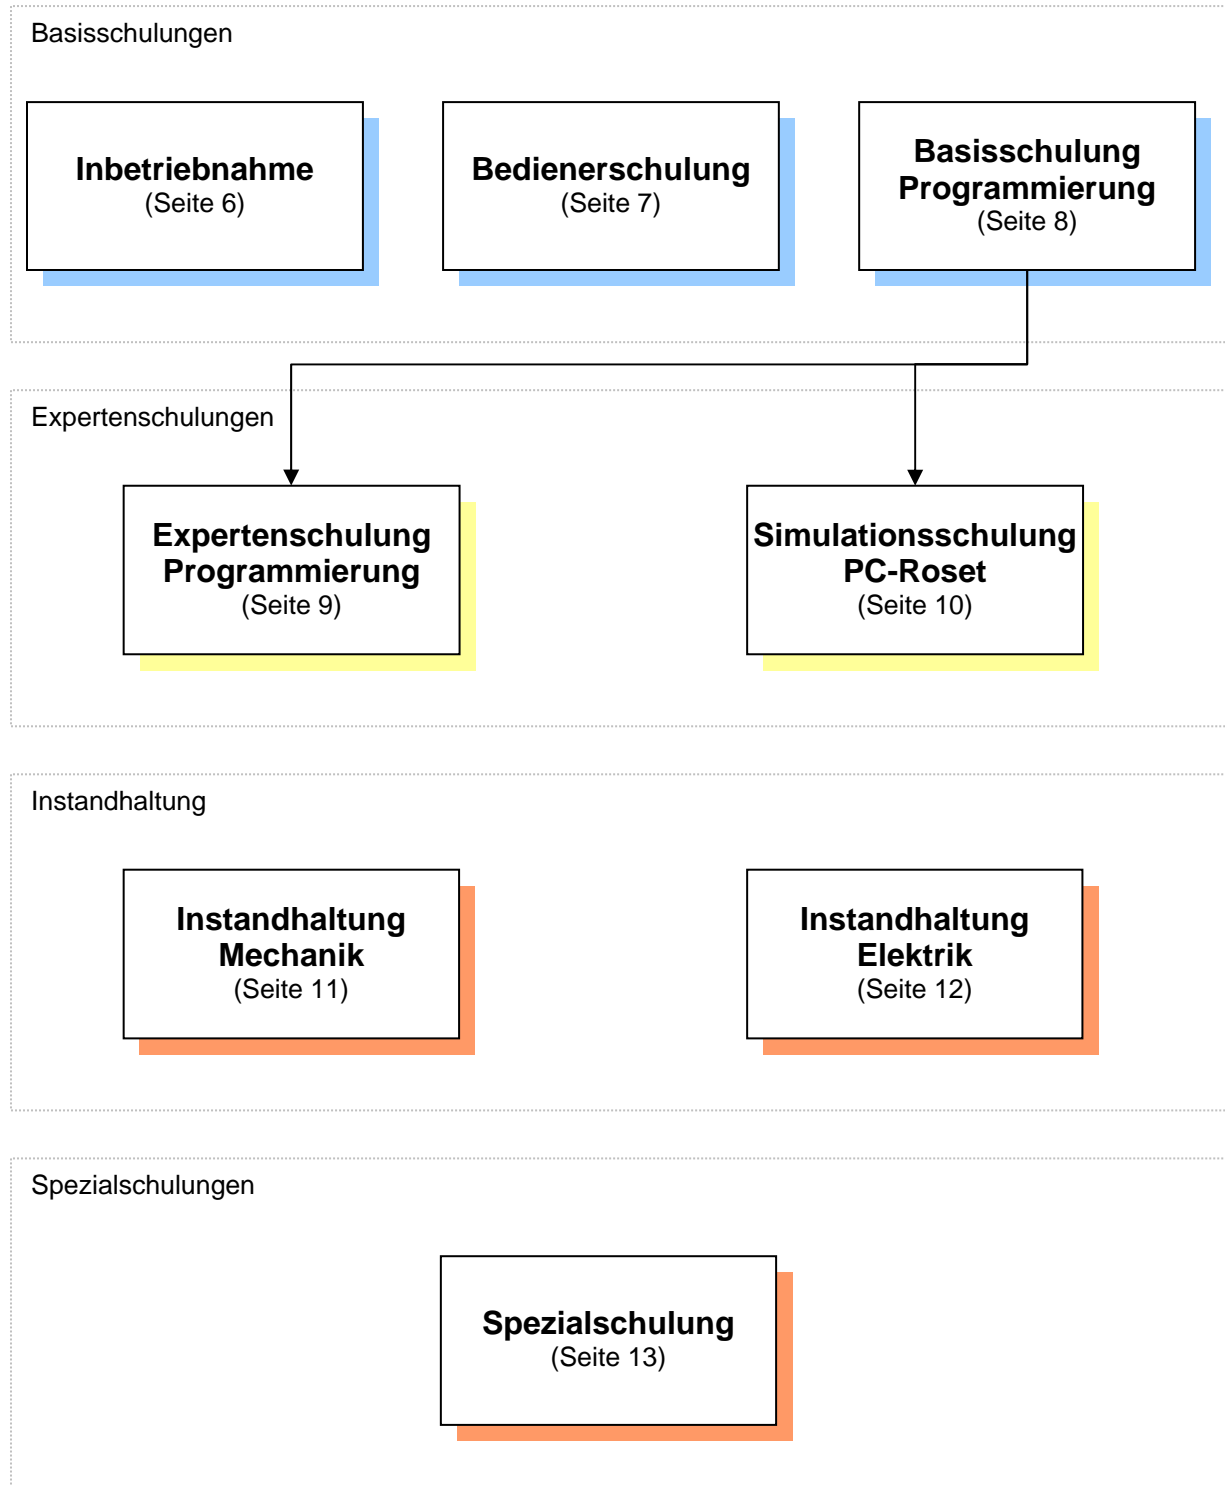 Basisschulungen
Inbetriebnahme
(Seite 6)
Bedienerschulung
(Seite 7)
Basisschulung
Programmierung
(Seite 8)
Expertenschulungen
Expertenschulung
Programmierung
(Seite 9)
Simulationsschulung
PC-Roset
(Seite 10)
Instandhaltung
Instandhaltung
Mechanik
(Seite 11)
Instandhaltung
Elektrik
(Seite 12)
Spezialschulungen
Spezialschulung
(Seite 13)